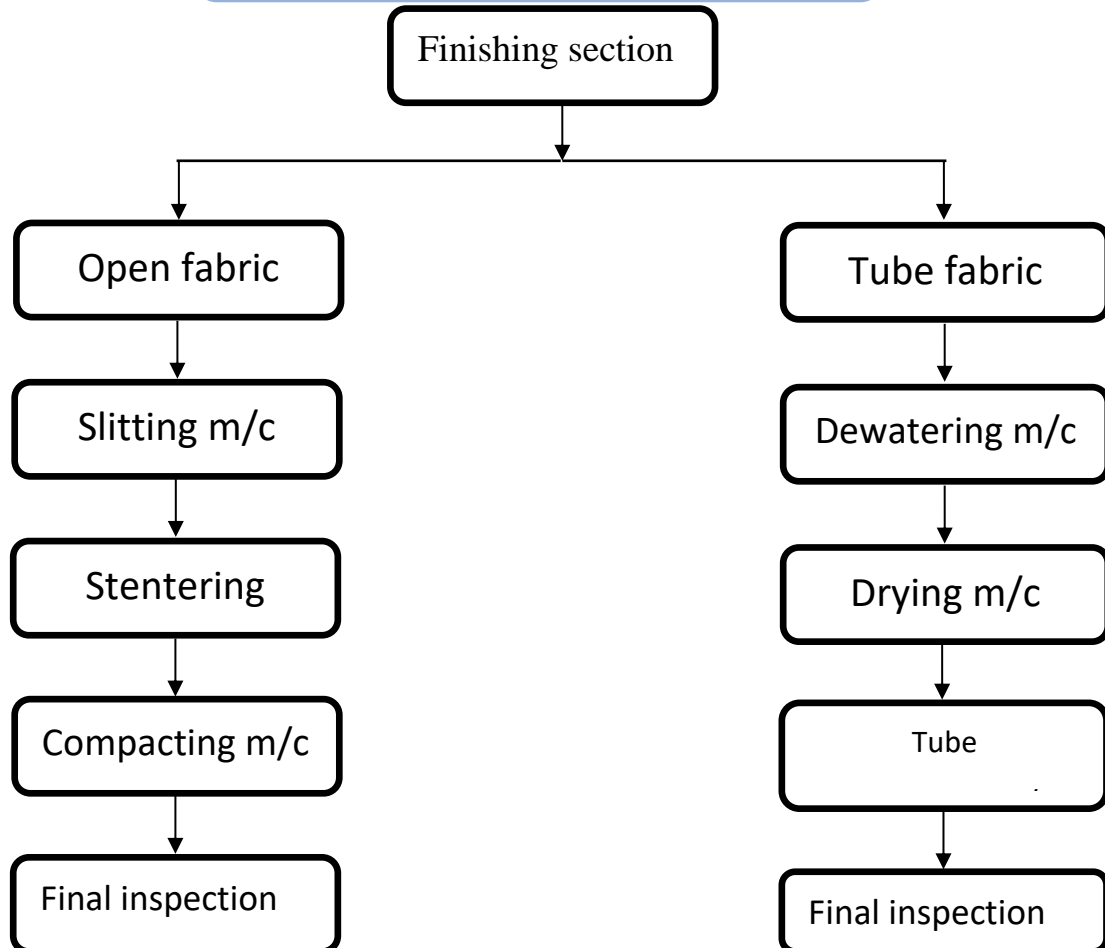 Finishing section
Open fabric
Tube fabric
Slitting m/c
Dewatering m/c
Stentering
Drying m/c
Compacting m/c
Tube
Final inspection
Final inspection